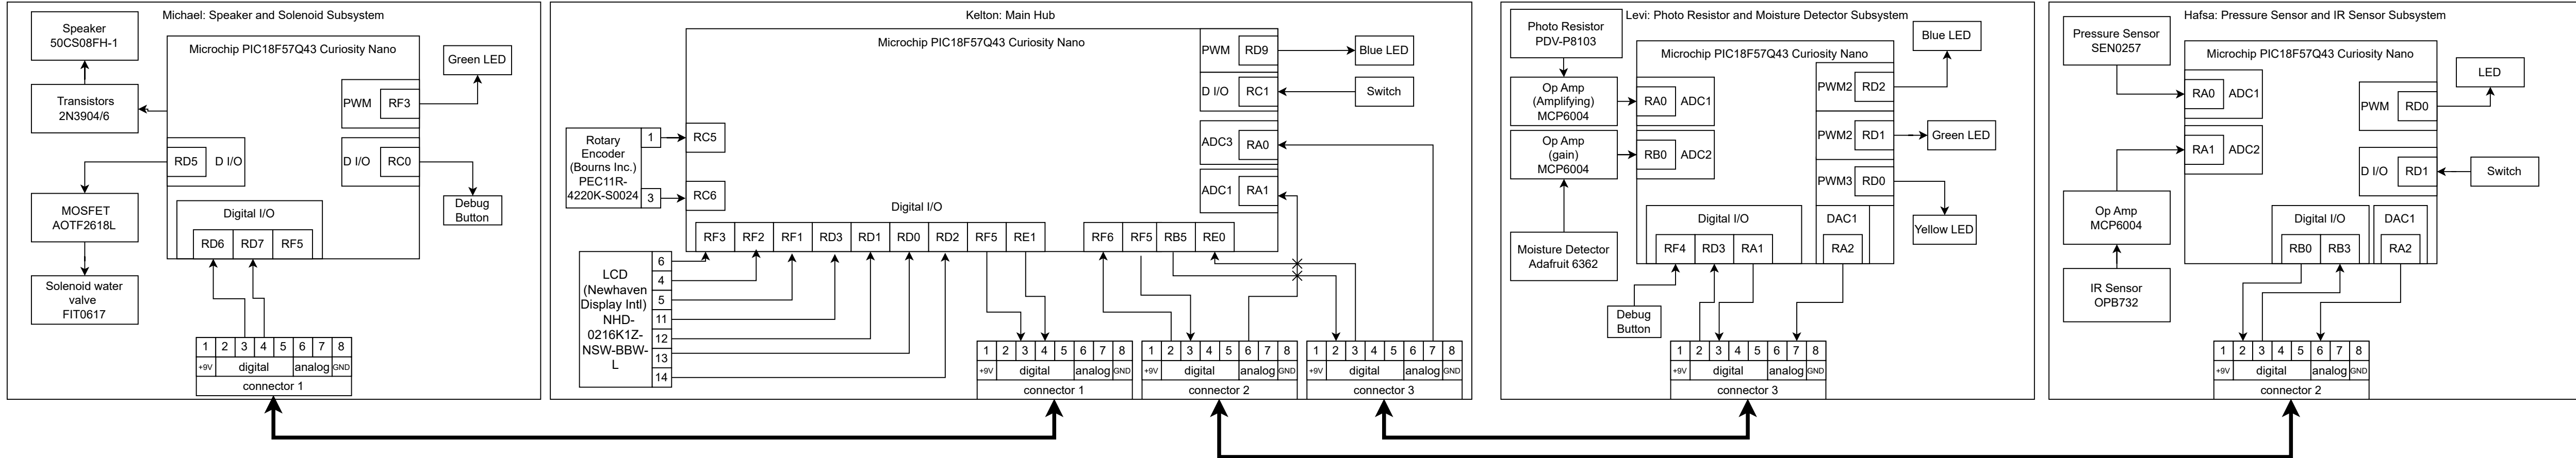 Michael: Speaker and Solenoid Subsystem
Speaker
50CS08FH-1
Transistors
2N3904/6
Microchip PIC18F57Q43 Curiosity Nano
Green LED
PWM
RF3
RD5
D I/O
D I/O
RC0
Debug
Button
MOSFET
AOTF2618L
Digital I/O
RD6
RD7
RF5
Solenoid water
valve
FIT0617
1
2
3
4
5
6
7
8
+9V
digital
analog
GND
connector 1
Kelton: Main Hub
Microchip PIC18F57Q43 Curiosity Nano
PWM
RD9
Blue LED
D I/O
RC1
Switch
ADC3
RA0
ADC1
RA1
Rotary
Encoder
(Bourns Inc.)
PEC11R-
4220K-S0024
1
3
RC5
RC6
Digital I/O
RF3
RF2
RF1
RD3
RD1
RD0
RD2
RF5
RE1
RF6
RF5
RB5
RE0
LCD
(Newhaven
Display Intl)
NHD-
0216K1Z-
NSW-BBW-
L
6
4
5
11
12
13
14
1
2
3
4
5
6
7
8
+9V
digital
analog
GND
connector 1
1
2
3
4
5
6
7
8
+9V
digital
analog
GND
connector 2
1
2
3
4
5
6
7
8
+9V
digital
analog
GND
connector 3
Levi: Photo Resistor and Moisture Detector Subsystem
Photo Resistor
PDV-P8103
Op Amp
(Amplifying)
MCP6004
Op Amp
(gain)
MCP6004
Moisture Detector
Adafruit 6362
Microchip PIC18F57Q43 Curiosity Nano
RA0
ADC1
RB0
ADC2
PWM2
RD2
Blue LED
PWM2
RD1
Green LED
PWM3
RD0
Yellow LED
Digital I/O
RF4
RD3
RA1
DAC1
RA2
Debug
Button
1
2
3
4
5
6
7
8
+9V
digital
analog
GND
connector 3
Hafsa: Pressure Sensor and IR Sensor Subsystem
Pressure Sensor
SEN0257
Microchip PIC18F57Q43 Curiosity Nano
RA0
ADC1
RA1
ADC2
LED
PWM
RD0
D I/O
RD1
Switch
Op Amp
MCP6004
IR Sensor
OPB732
Digital I/O
RB0
RB3
DAC1
RA2
1
2
3
4
5
6
7
8
+9V
digital
analog
GND
connector 2